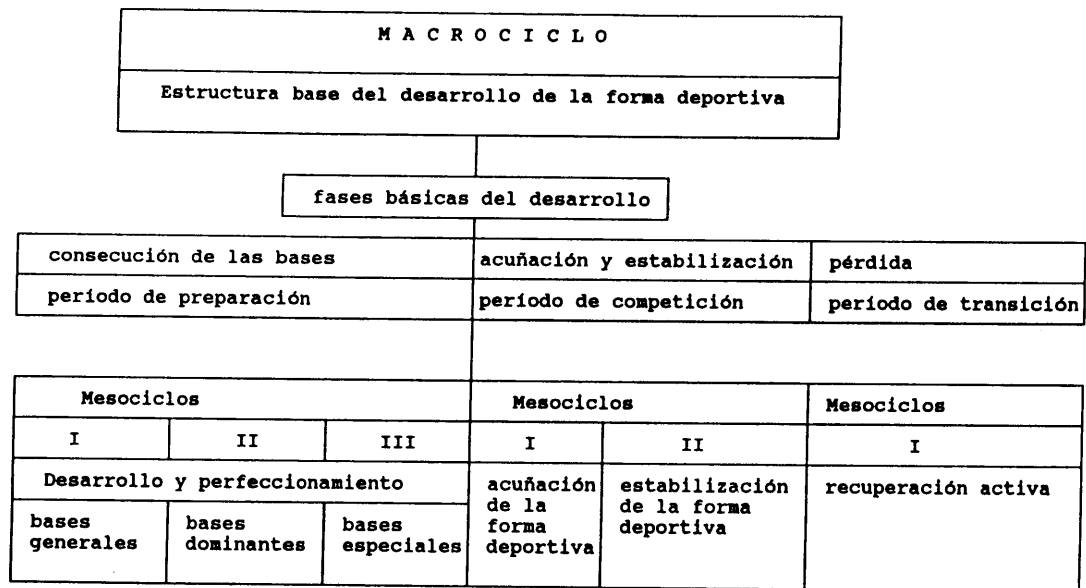 M A C R O C I C L O
Estructura base del desarrollo de la forma deportiva
fases básicas del desarrollo
consecución de las bases acuñación y estabilización pérdida
período de preparación período de competición período de transición
Mesociclos Mesociclos Mesociclos
I II III I II I
Desarrollo y perfeccionamiento
bases generales
bases dominantes
bases especiales
acuñación
de la
forma
deportiva
estabilización
de la forma
deportiva
recuperación activa